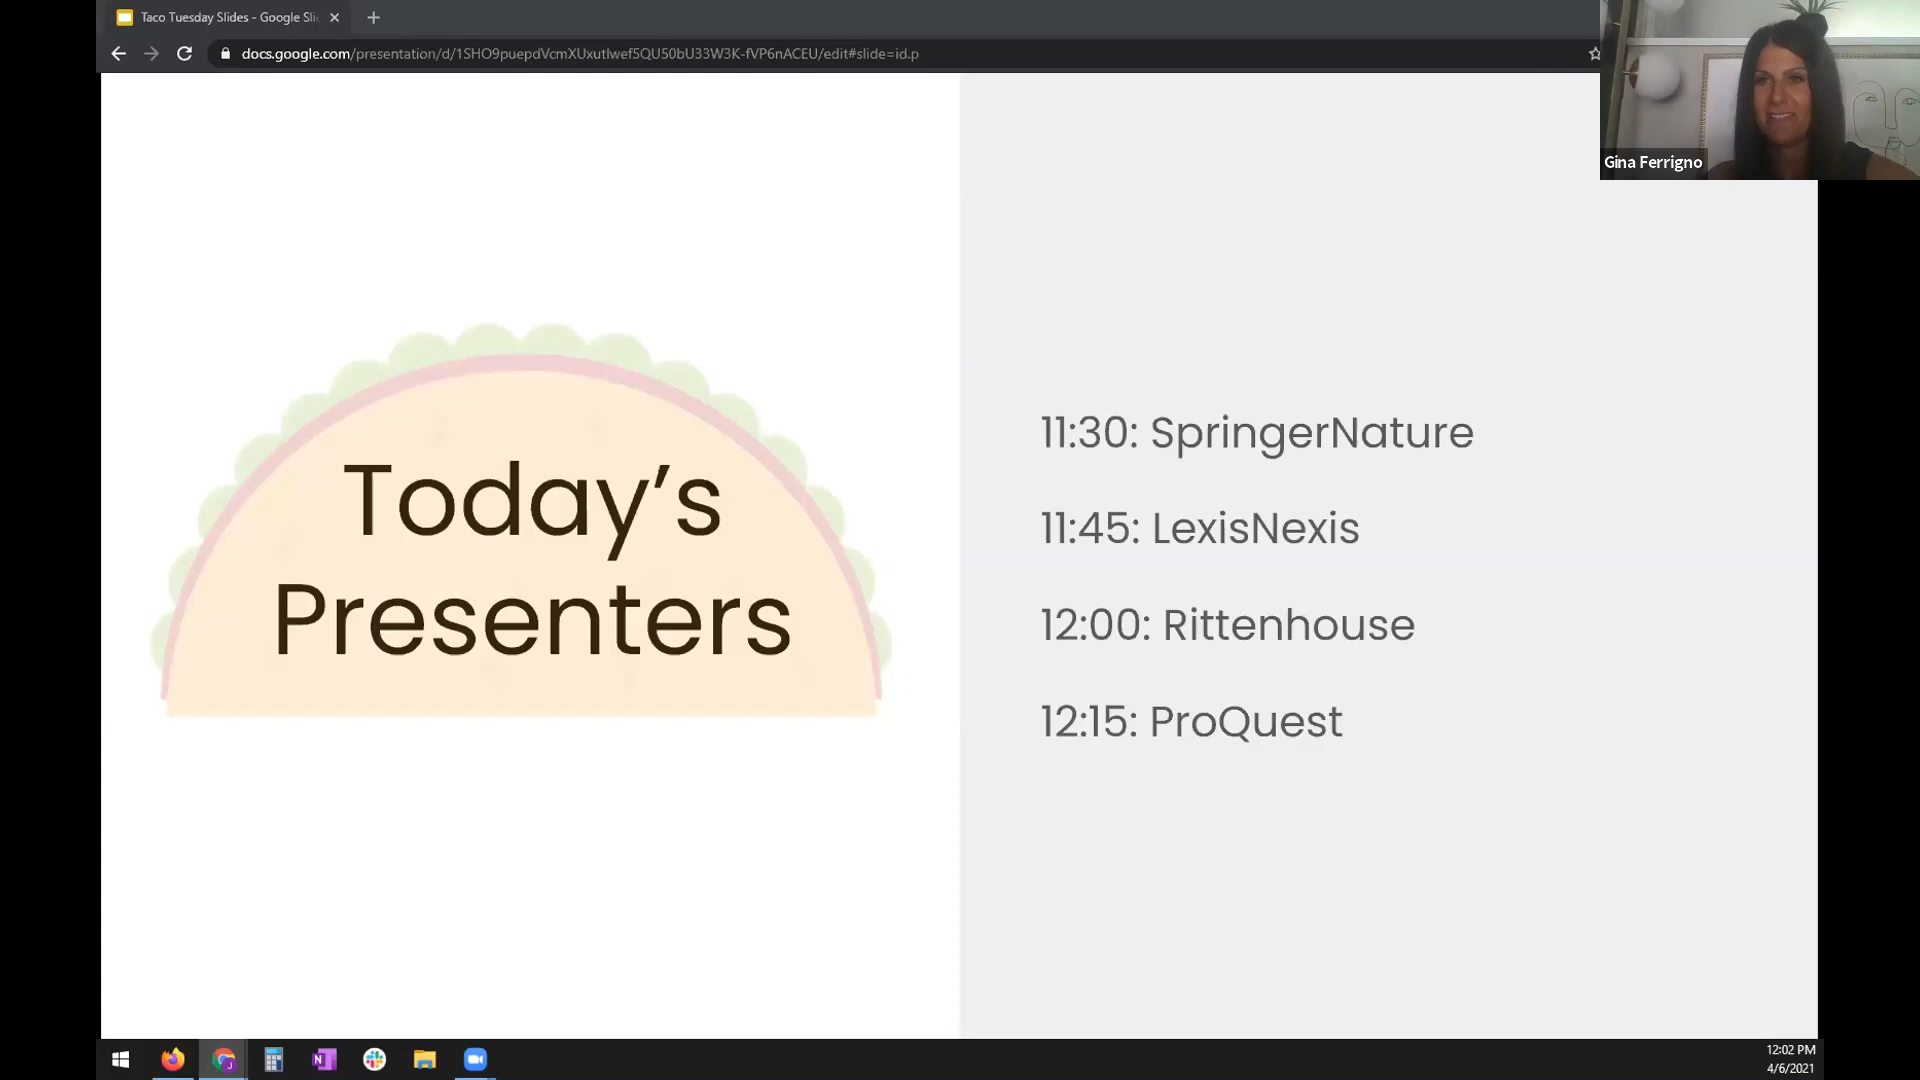 Taco Tuesday Slides - Google Sli
docs.google.com/presentation/d/1SHO9puepdVcmXUxutIwef5QU50bU33W3K-fVP6nACEU/edit#slide=id.p
Gina Ferrigno
Today’s
Presenters
11:30: SpringerNature
11:45: LexisNexis
12:00: Rittenhouse
12:15: ProQuest
J
N
12:02 PM
4/6/2021